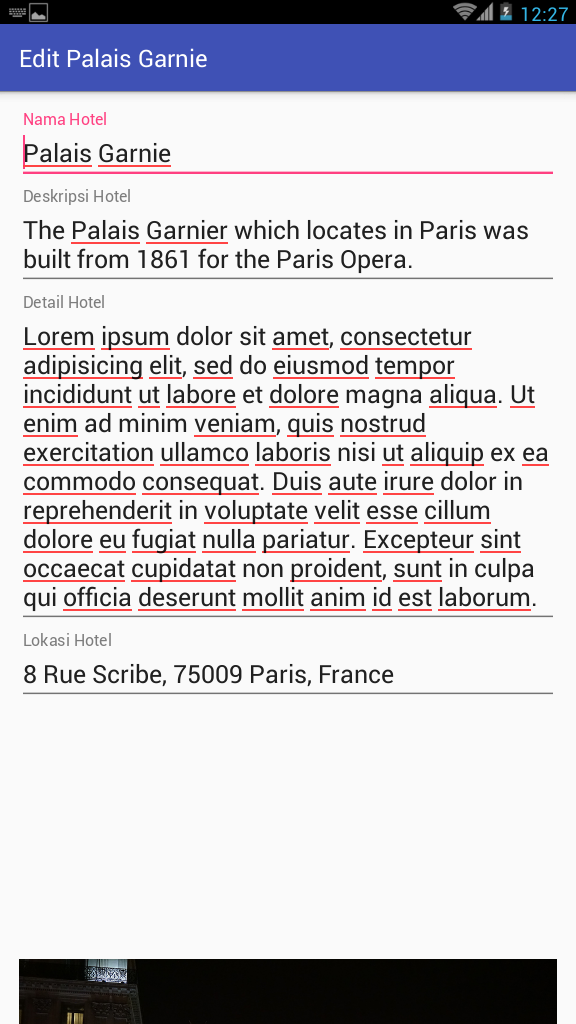 12:27
Edit Palais Garnie
Nama Hotel
Palais Garnie
Deskripsi Hotel
The Palais Garnier which locates in Paris was
built from 1861 for the Paris Opera.
Detail Hotel
Lorem ipsum dolor sit amet, consectetur
adipisicing elit, sed do eiusmod tempor
incididunt ut labore et dolore magna aliqua. Ut
enim ad minim veniam, quis nostrud
exercitation ullamco laboris nisi ut aliquip ex ea
commodo consequat. Duis aute irure dolor in
reprehenderit in voluptate velit esse cillum
dolore eu fugiat nulla pariatur. Excepteur sint
occaecat cupidatat non proident, sunt in culpa
qui officia deserunt mollit anim id est laborum.
Lokasi Hotel
8 Rue Scribe, 75009 Paris, France